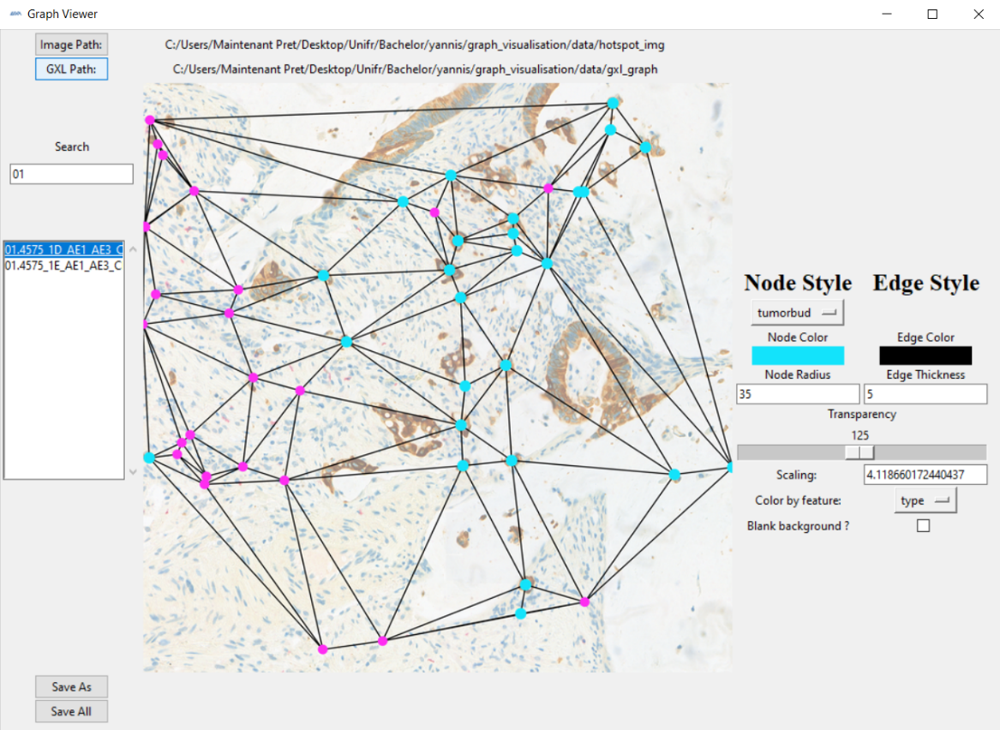 Graph Viewer
Image Path: C:/Users/Maintenant Pret/Desktop/Unifr/Bachelor/yannis/graph_visualisation/data/hotspot_img
GXL Path: C:/Users/Maintenant Pret/Desktop/Unifr/Bachelor/yannis/graph_visualisation/data/gxl_graph
Search
01
01.4575_1D_AE1_AE3_C
01.4575_1E_AE1_AE3_C
Node Style Edge Style
tumorbud
Node Color Edge Color
Node Radius Edge Thickness
35 5
Transparency
125
Scaling: 4.118660172440437
Color by feature: type
Blank background ?
Save As
Save All